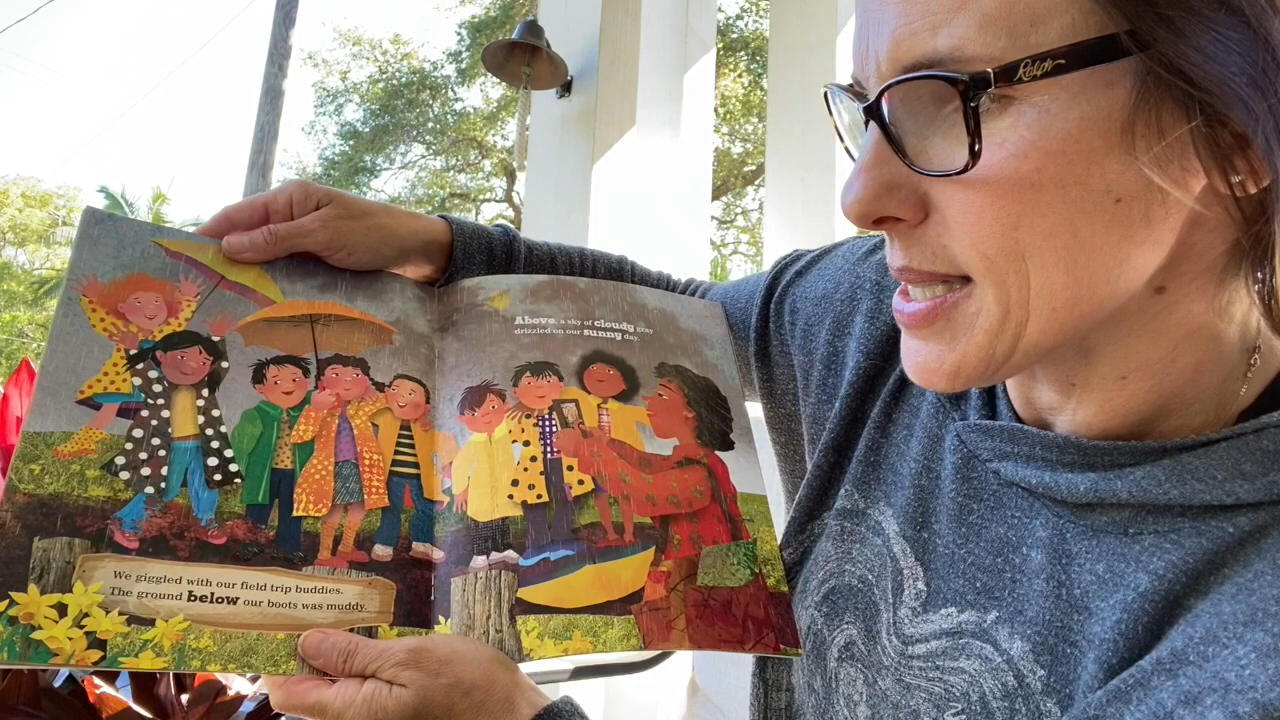 Ralph
We giggled with our field trip buddies.
The ground below our boots was muddy.
Above, a sky of cloudy gray
drizzled on our sunny day.